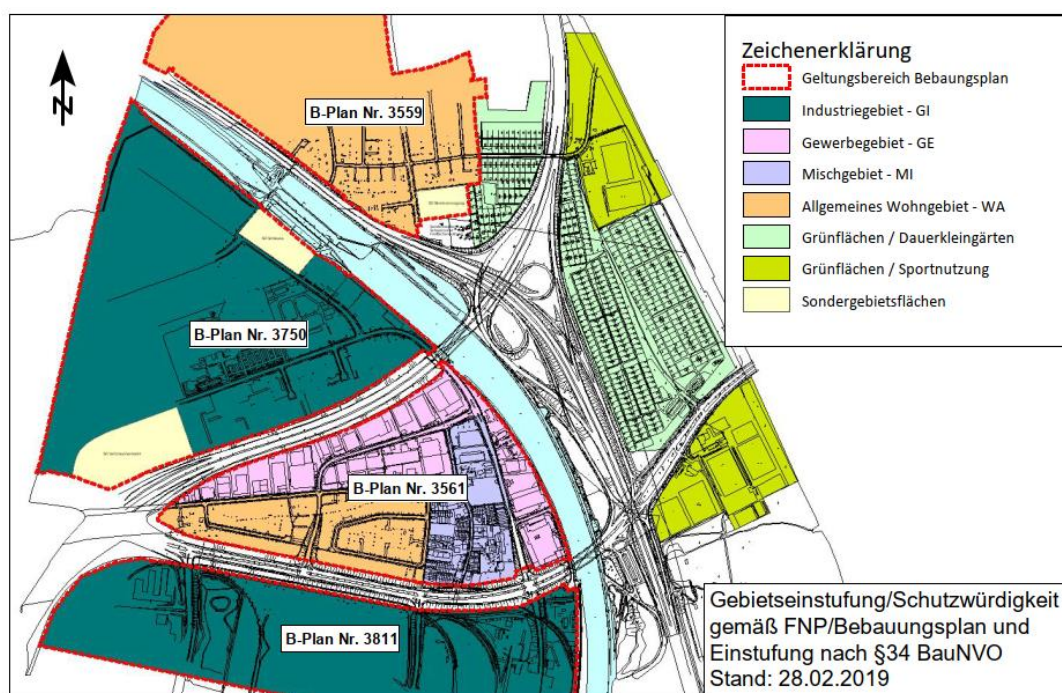 N
B-Plan Nr. 3559
B-Plan Nr. 3750
B-Plan Nr. 3561
B-Plan Nr. 3811
Zeichenerklärung
Geltungsbereich Bebaungsplan
Industriegebiet - GI
Gewerbegebiet - GE
Mischgebiet - MI
Allgemeines Wohngebiet - WA
Grünflächen / Dauerkleingärten
Grünflächen / Sportnutzung
Sondergebietsflächen
Gebietseinstufung/Schutzwürdigkeit
gemäß FNP/Bebauungsplan und
Einstufung nach §34 BauNVO
Stand: 28.02.2019